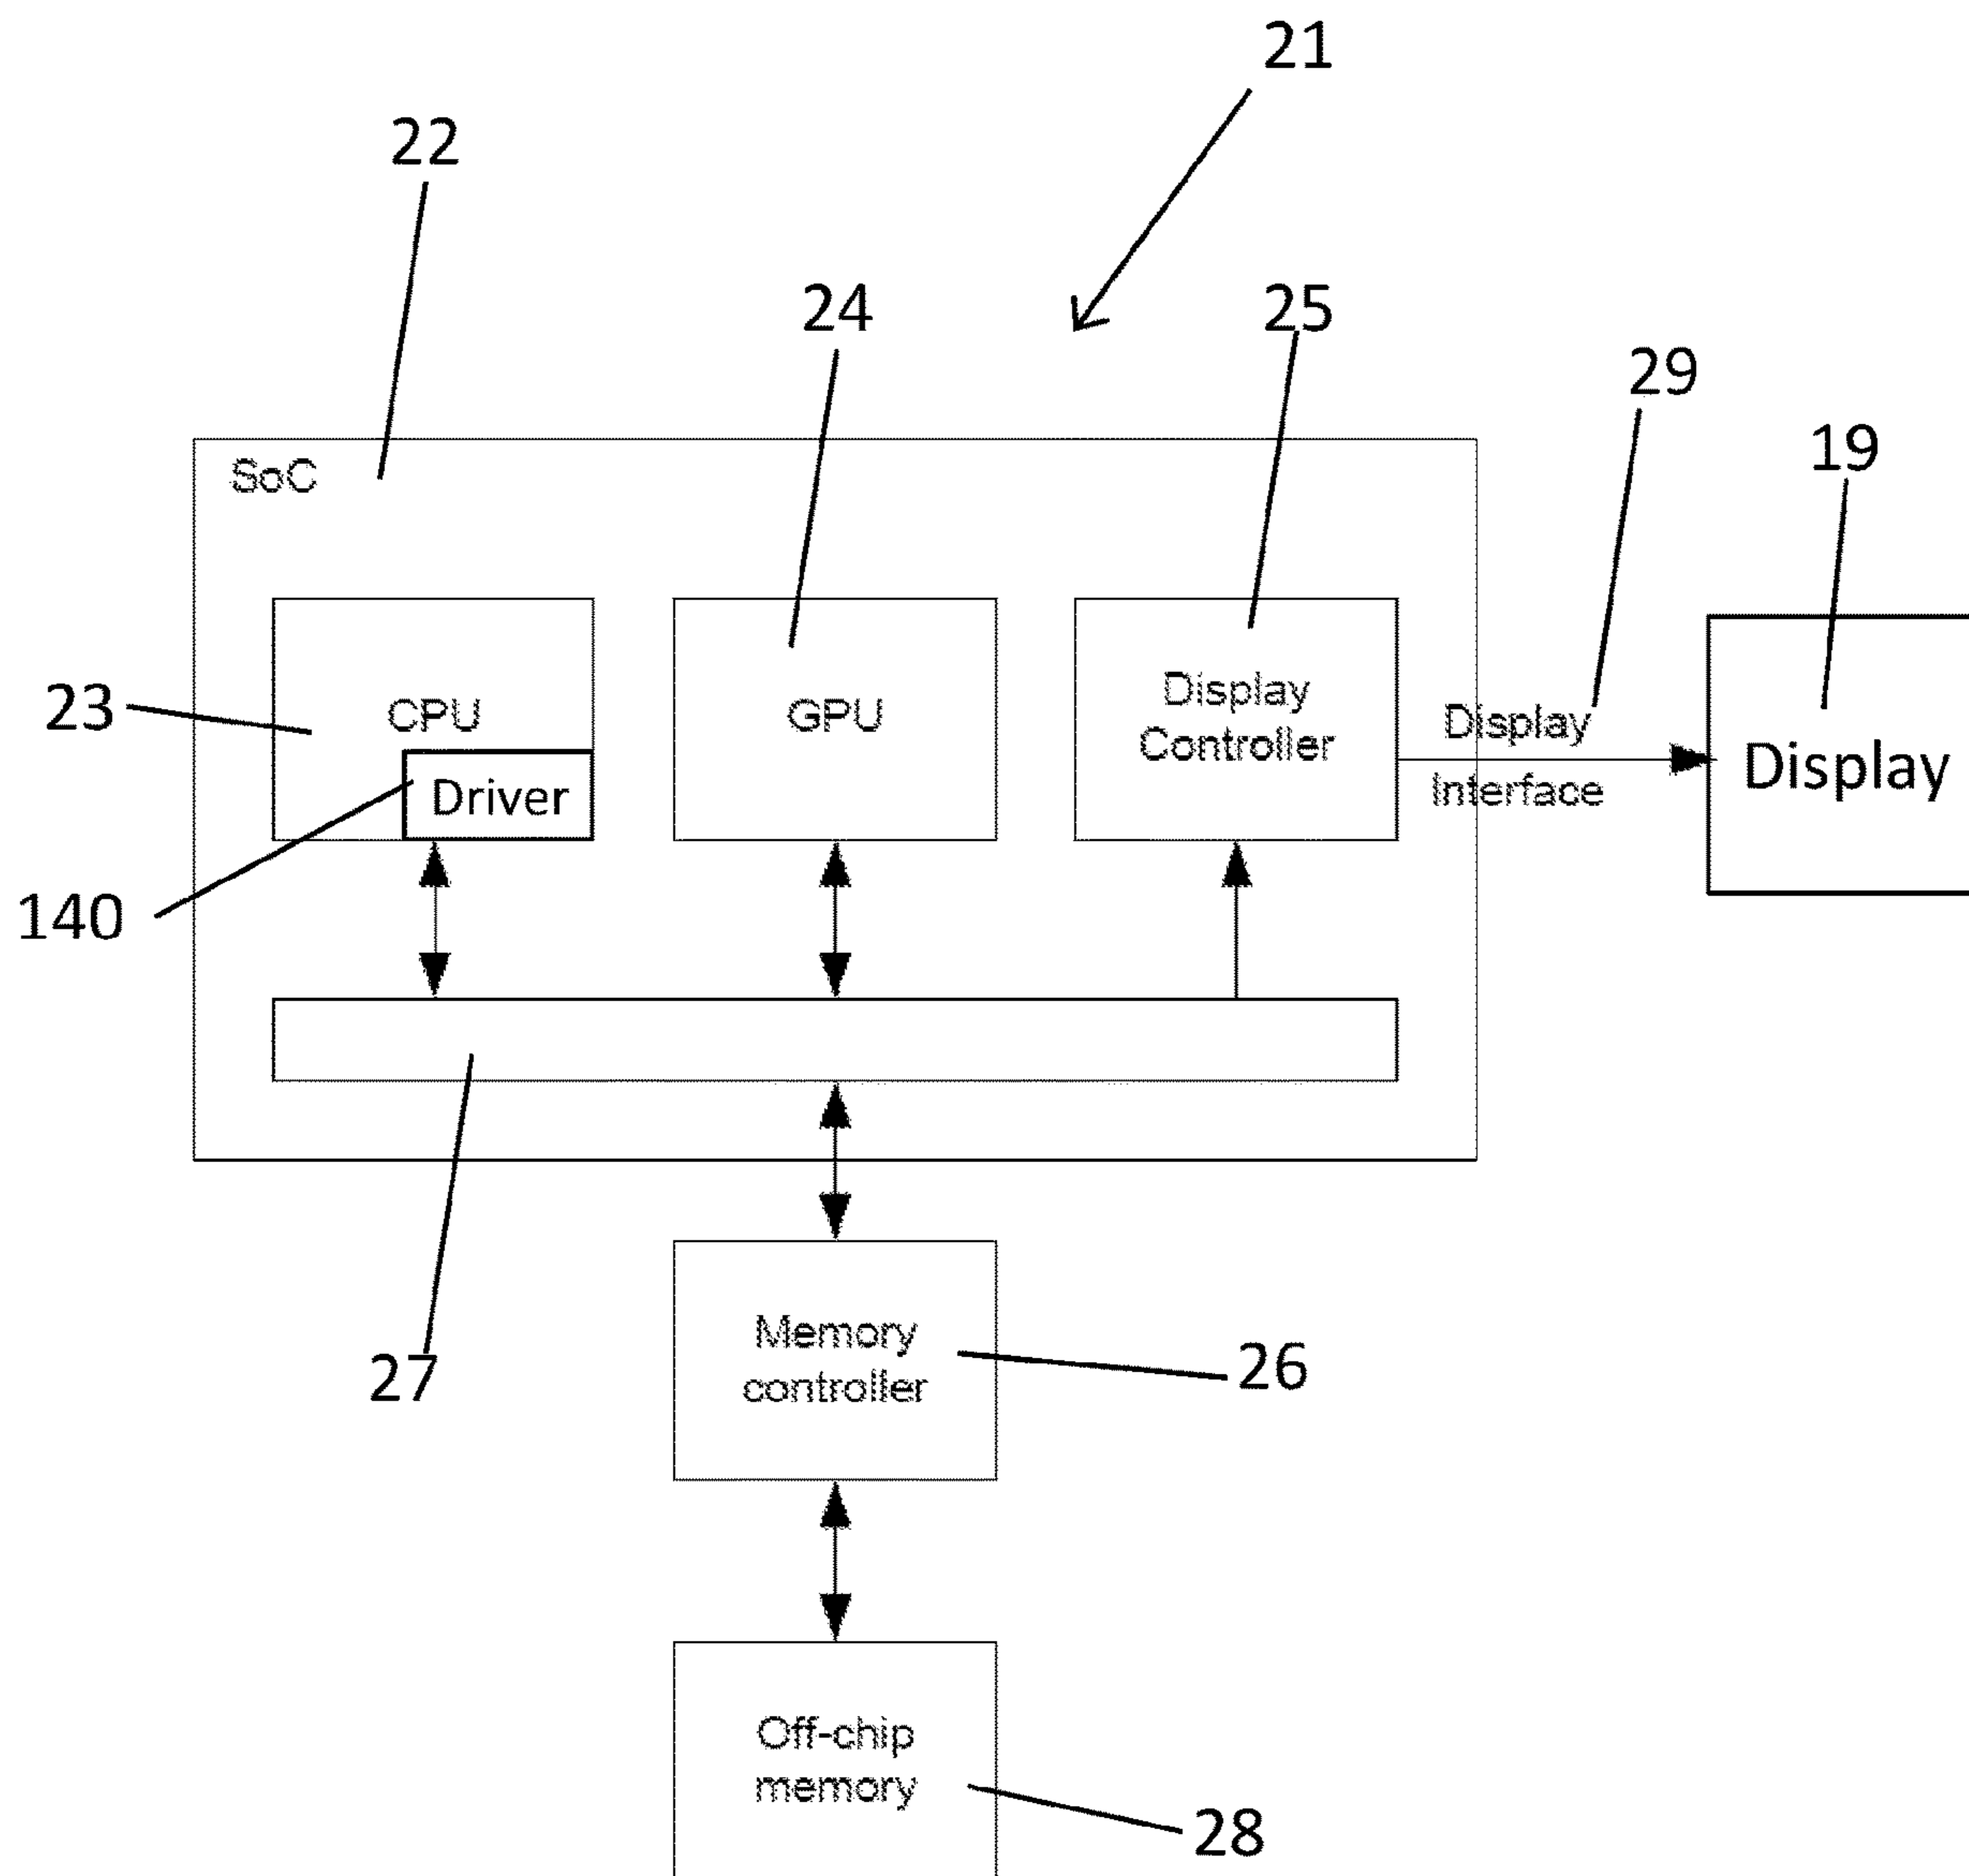 21
22
24
25
29
19
SoC
23
CPU
GPU
Display
Controller
Display
Interface
Display
Driver
140
27
Memory
controller
26
Off-chip
memory
28